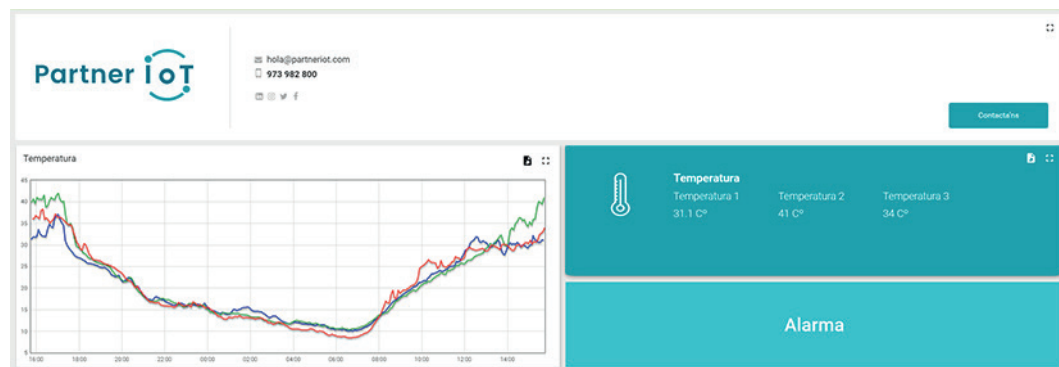 Partner IoT
hola@partneriot.com
973 982 800
Contacta'ns
Temperatura
45
40
35
30
25
20
15
10
5
16:00 18:00 20:00 22:00 00:00 02:00 04:00 06:00 08:00 10:00 12:00 14:00
Temperatura
Temperatura 1 Temperatura 2 Temperatura 3
31.1 Cº 41 Cº 34 Cº
Alarma